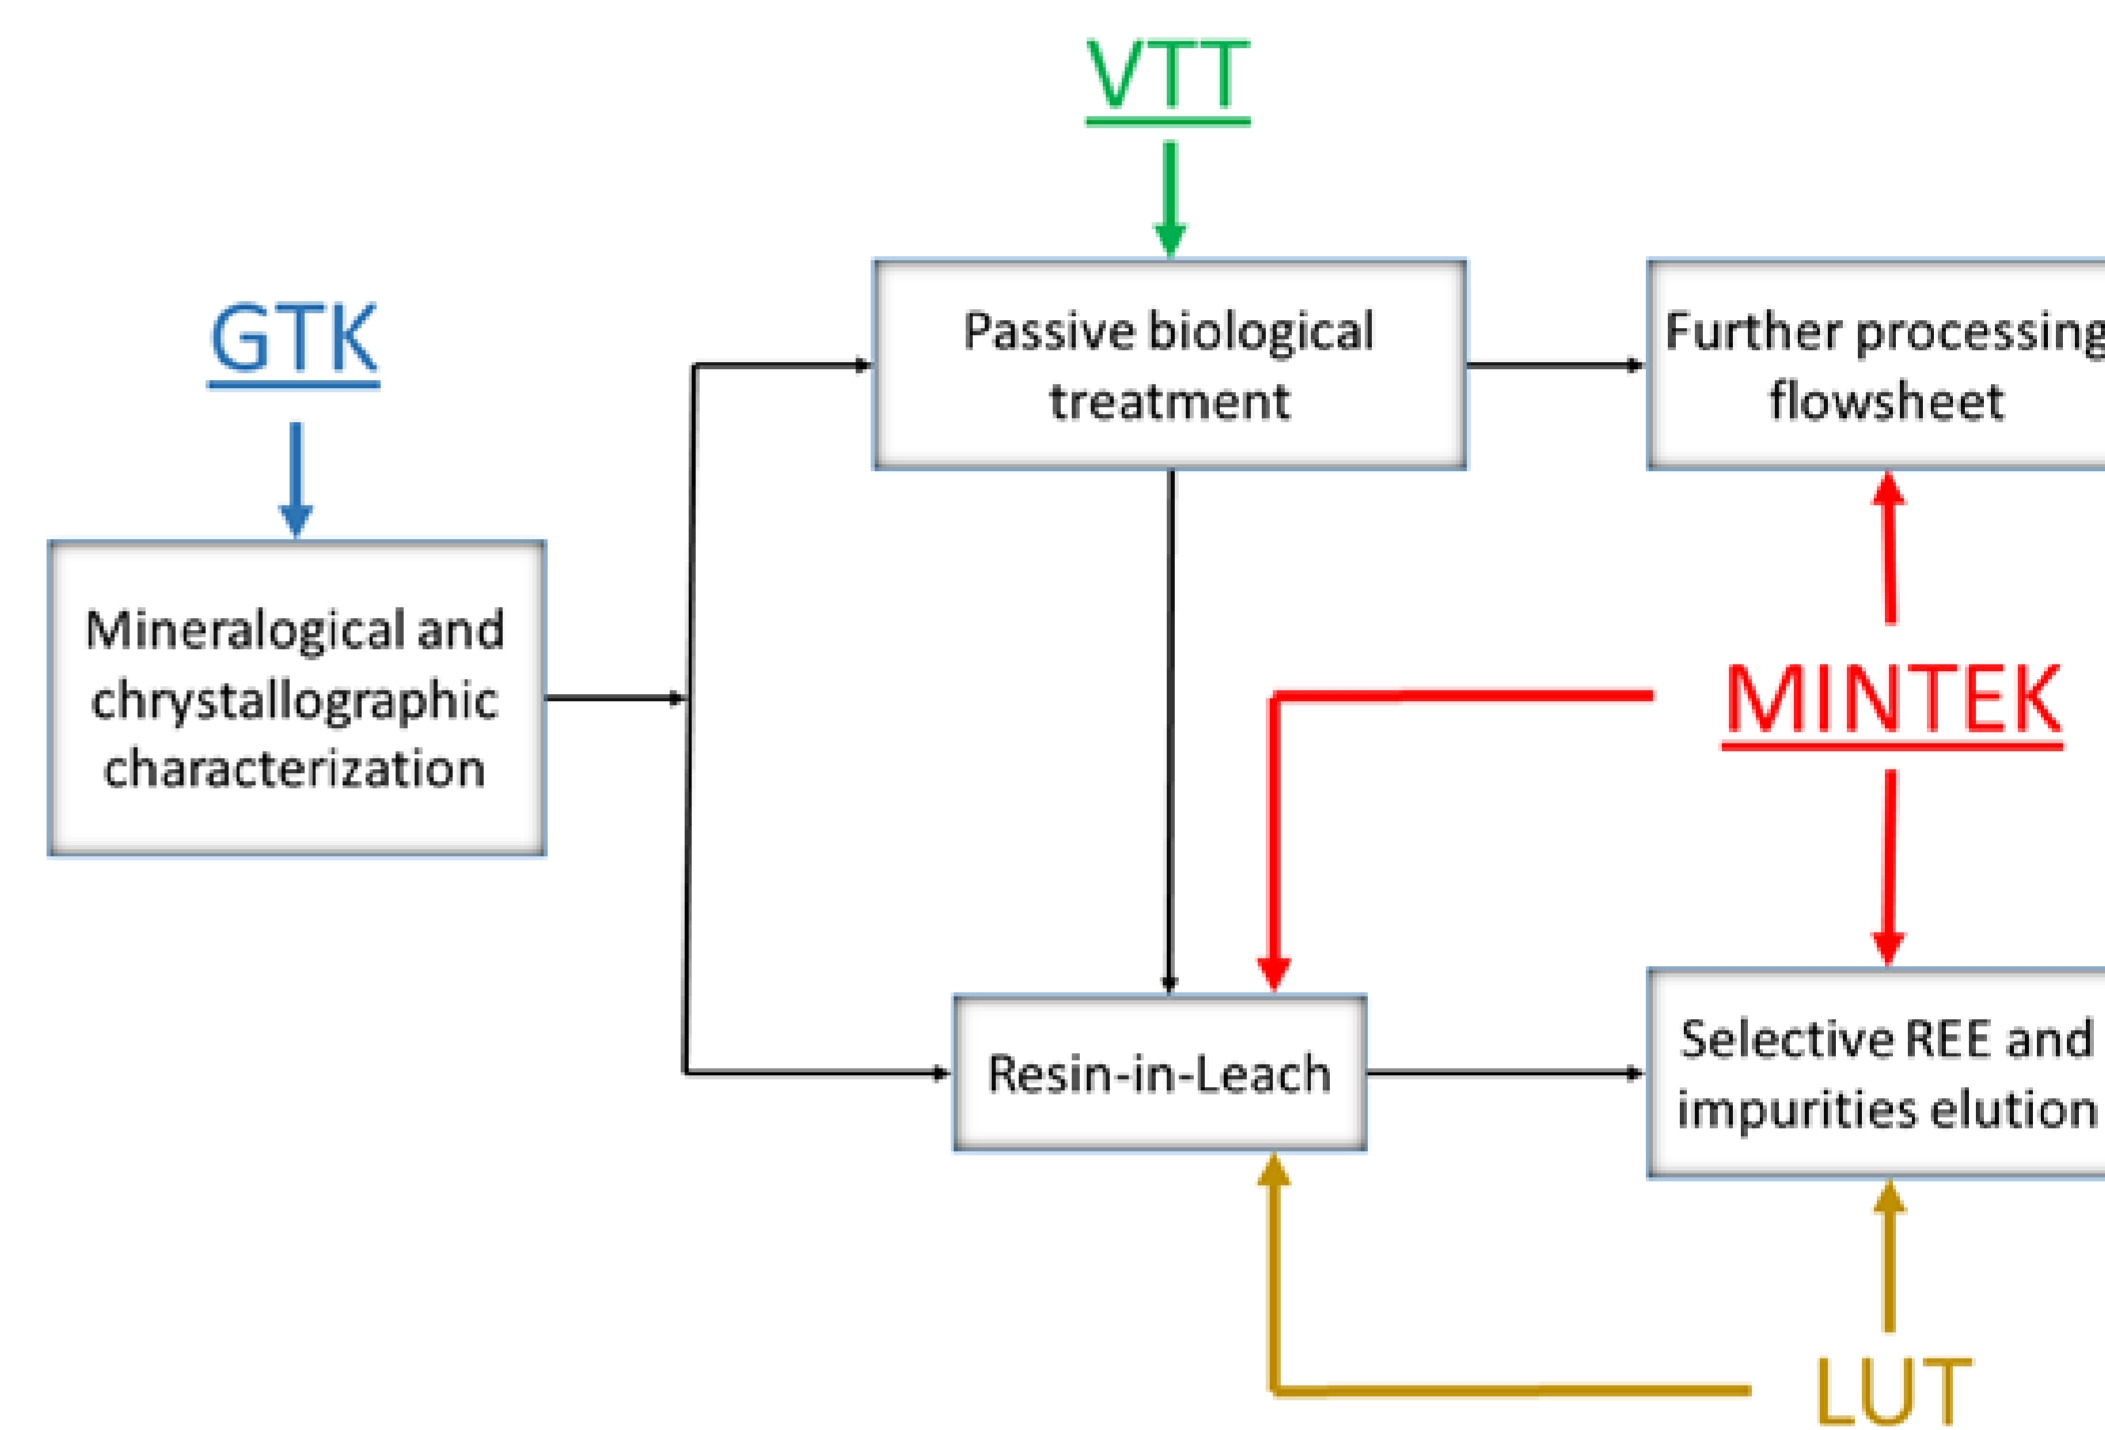 VTT
GTK
Passive biological
treatment
Further processing
flowsheet
Mineralogical and
chrystallographic
characterization
MINTEK
Resin-in-Leach
Selective REE and
impurities elution
LUT